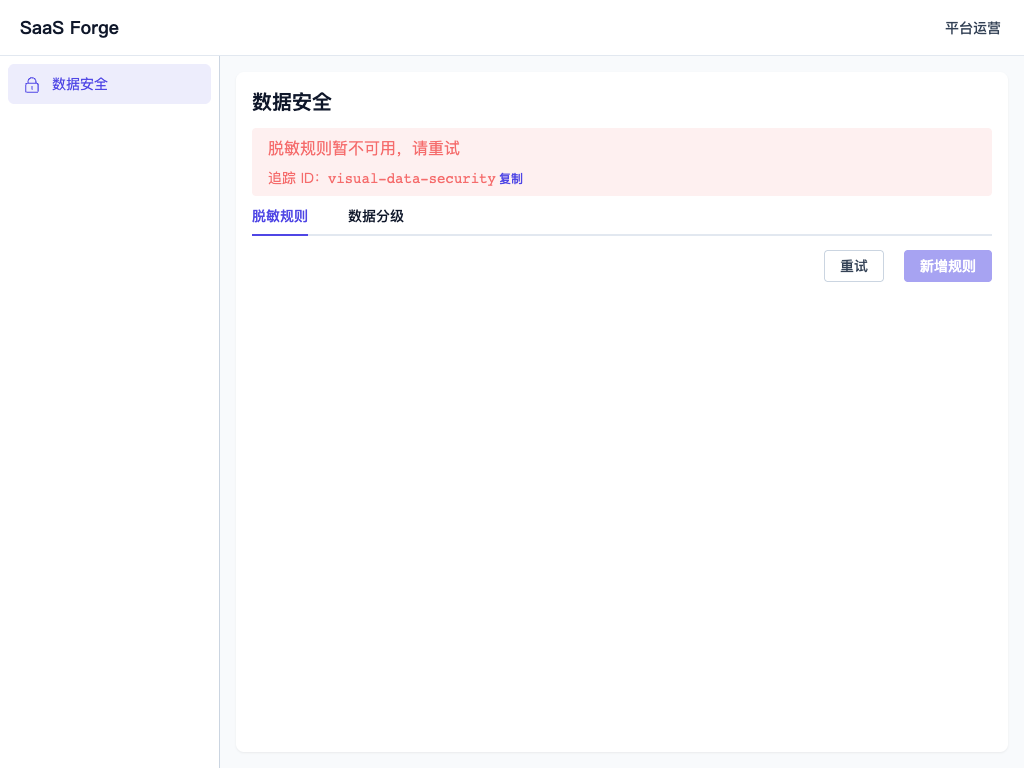 SaaS Forge
平台运营
数据安全
数据安全
脱敏规则暂不可用，请重试
追踪 ID：visual-data-security 复制
脱敏规则 数据分级
重试 新增规则